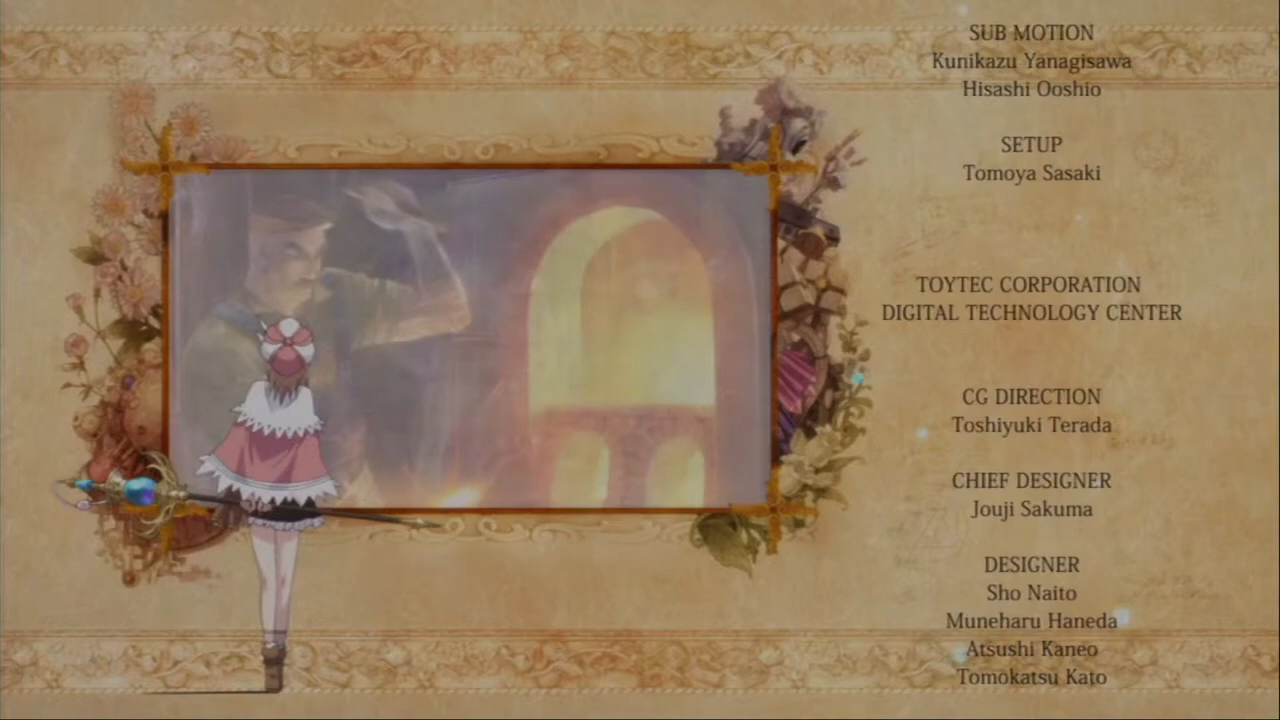 SUB MOTION
Kunikazu Yanagisawa
Hisashi Ooshio
SETUP
Tomoya Sasaki
TOYTEC CORPORATION
DIGITAL TECHNOLOGY CENTER
CG DIRECTION
Toshiyuki Terada
CHIEF DESIGNER
Jouji Sakuma
DESIGNER
Sho Naito
Muneharu Haneda
Atsushi Kaneo
Tomokatsu Kato